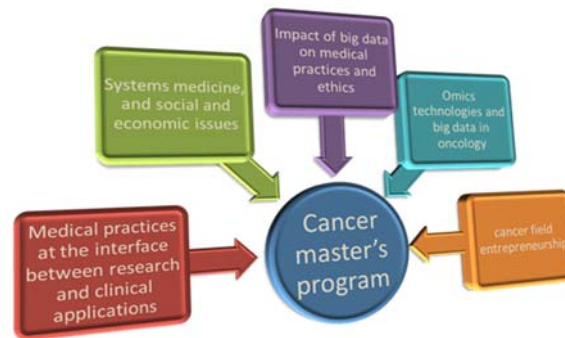 Medical practices
at the interface
between research
and clinical
applications
Systems medicine,
and social and
economic issues
Impact of big data
on medical
practices and
ethics
Omics
technologies and
big data in
oncology
cancer field
entrepreneurship
Cancer
master's
program